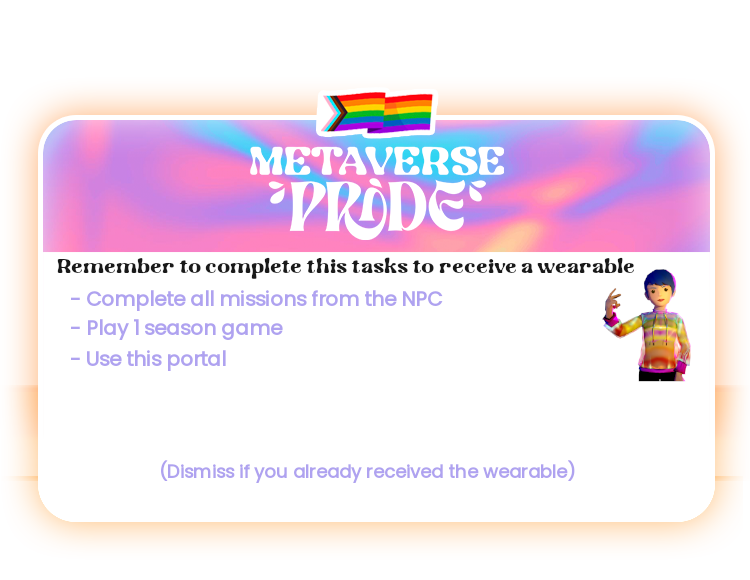 METAVERSE
PRIDE
Remember to complete this tasks to receive a wearable
- Complete all missions from the NPC
- Play 1 season game
- Use this portal
(Dismiss if you already received the wearable)